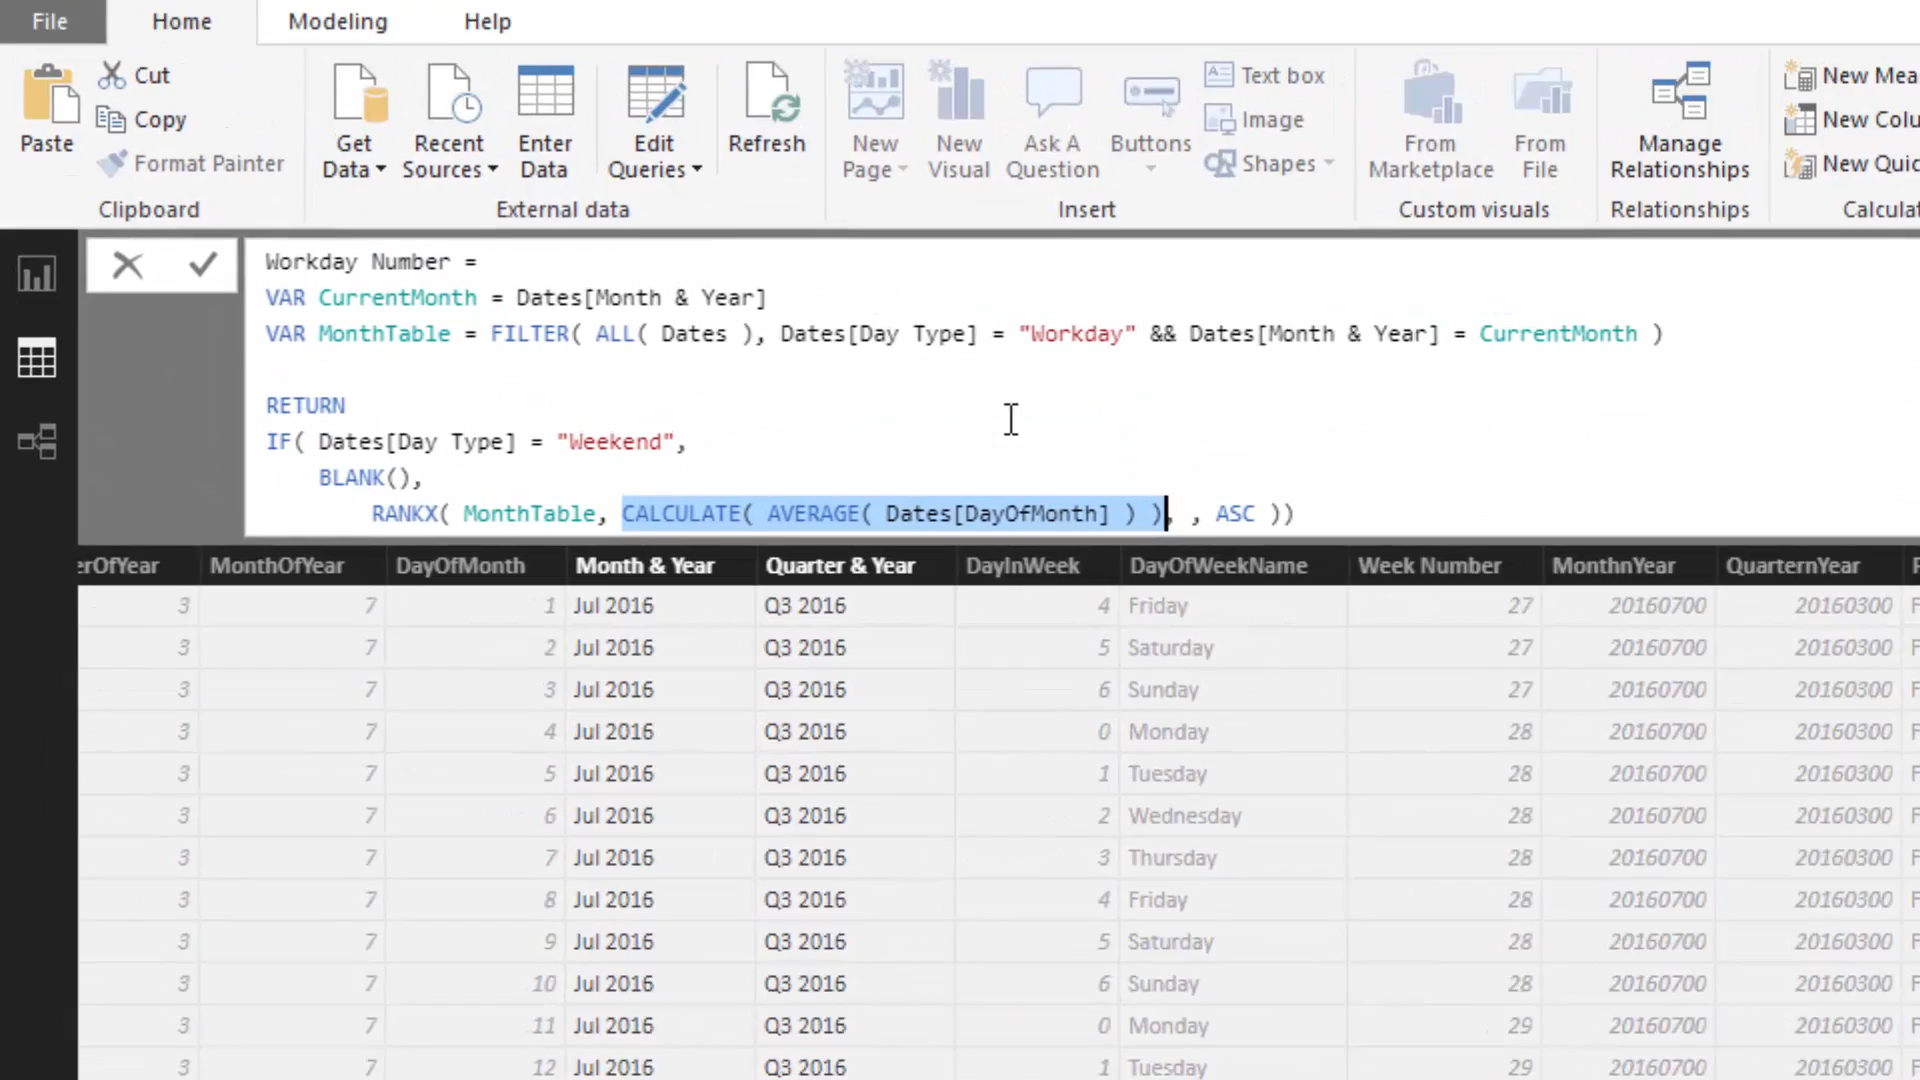 File Home Modeling Help
Paste
Cut
Copy
Format Painter
Clipboard
Get Data
Recent Sources
Enter Data
Edit Queries
Refresh
External data
New Page
New Visual
Ask A Question
Buttons
Text box
Image
Shapes
Insert
From Marketplace
From File
Custom visuals
Manage Relationships
Relationships
New
New
New
Workday Number =
VAR CurrentMonth = Dates[Month & Year]
VAR MonthTable = FILTER( ALL( Dates ), Dates[Day Type] = "Workday" && Dates[Month & Year] = CurrentMonth )
RETURN
IF( Dates[Day Type] = "Weekend",
BLANK(),
RANKX( MonthTable, CALCULATE( AVERAGE( Dates[DayOfMonth] ) ), , ASC ))
erOfYear MonthOfYear DayOfMonth Month & Year Quarter & Year DayInWeek DayOfWeekName Week Number MonthnYear QuarternYear
3 7 1 Jul 2016 Q3 2016 4 Friday 27 20160700 20160300
3 7 2 Jul 2016 Q3 2016 5 Saturday 27 20160700 20160300
3 7 3 Jul 2016 Q3 2016 6 Sunday 27 20160700 20160300
3 7 4 Jul 2016 Q3 2016 0 Monday 28 20160700 20160300
3 7 5 Jul 2016 Q3 2016 1 Tuesday 28 20160700 20160300
3 7 6 Jul 2016 Q3 2016 2 Wednesday 28 20160700 20160300
3 7 7 Jul 2016 Q3 2016 3 Thursday 28 20160700 20160300
3 7 8 Jul 2016 Q3 2016 4 Friday 28 20160700 20160300
3 7 9 Jul 2016 Q3 2016 5 Saturday 28 20160700 20160300
3 7 10 Jul 2016 Q3 2016 6 Sunday 28 20160700 20160300
3 7 11 Jul 2016 Q3 2016 0 Monday 29 20160700 20160300
3 7 12 Jul 2016 Q3 2016 1 Tuesday 29 20160700 20160300